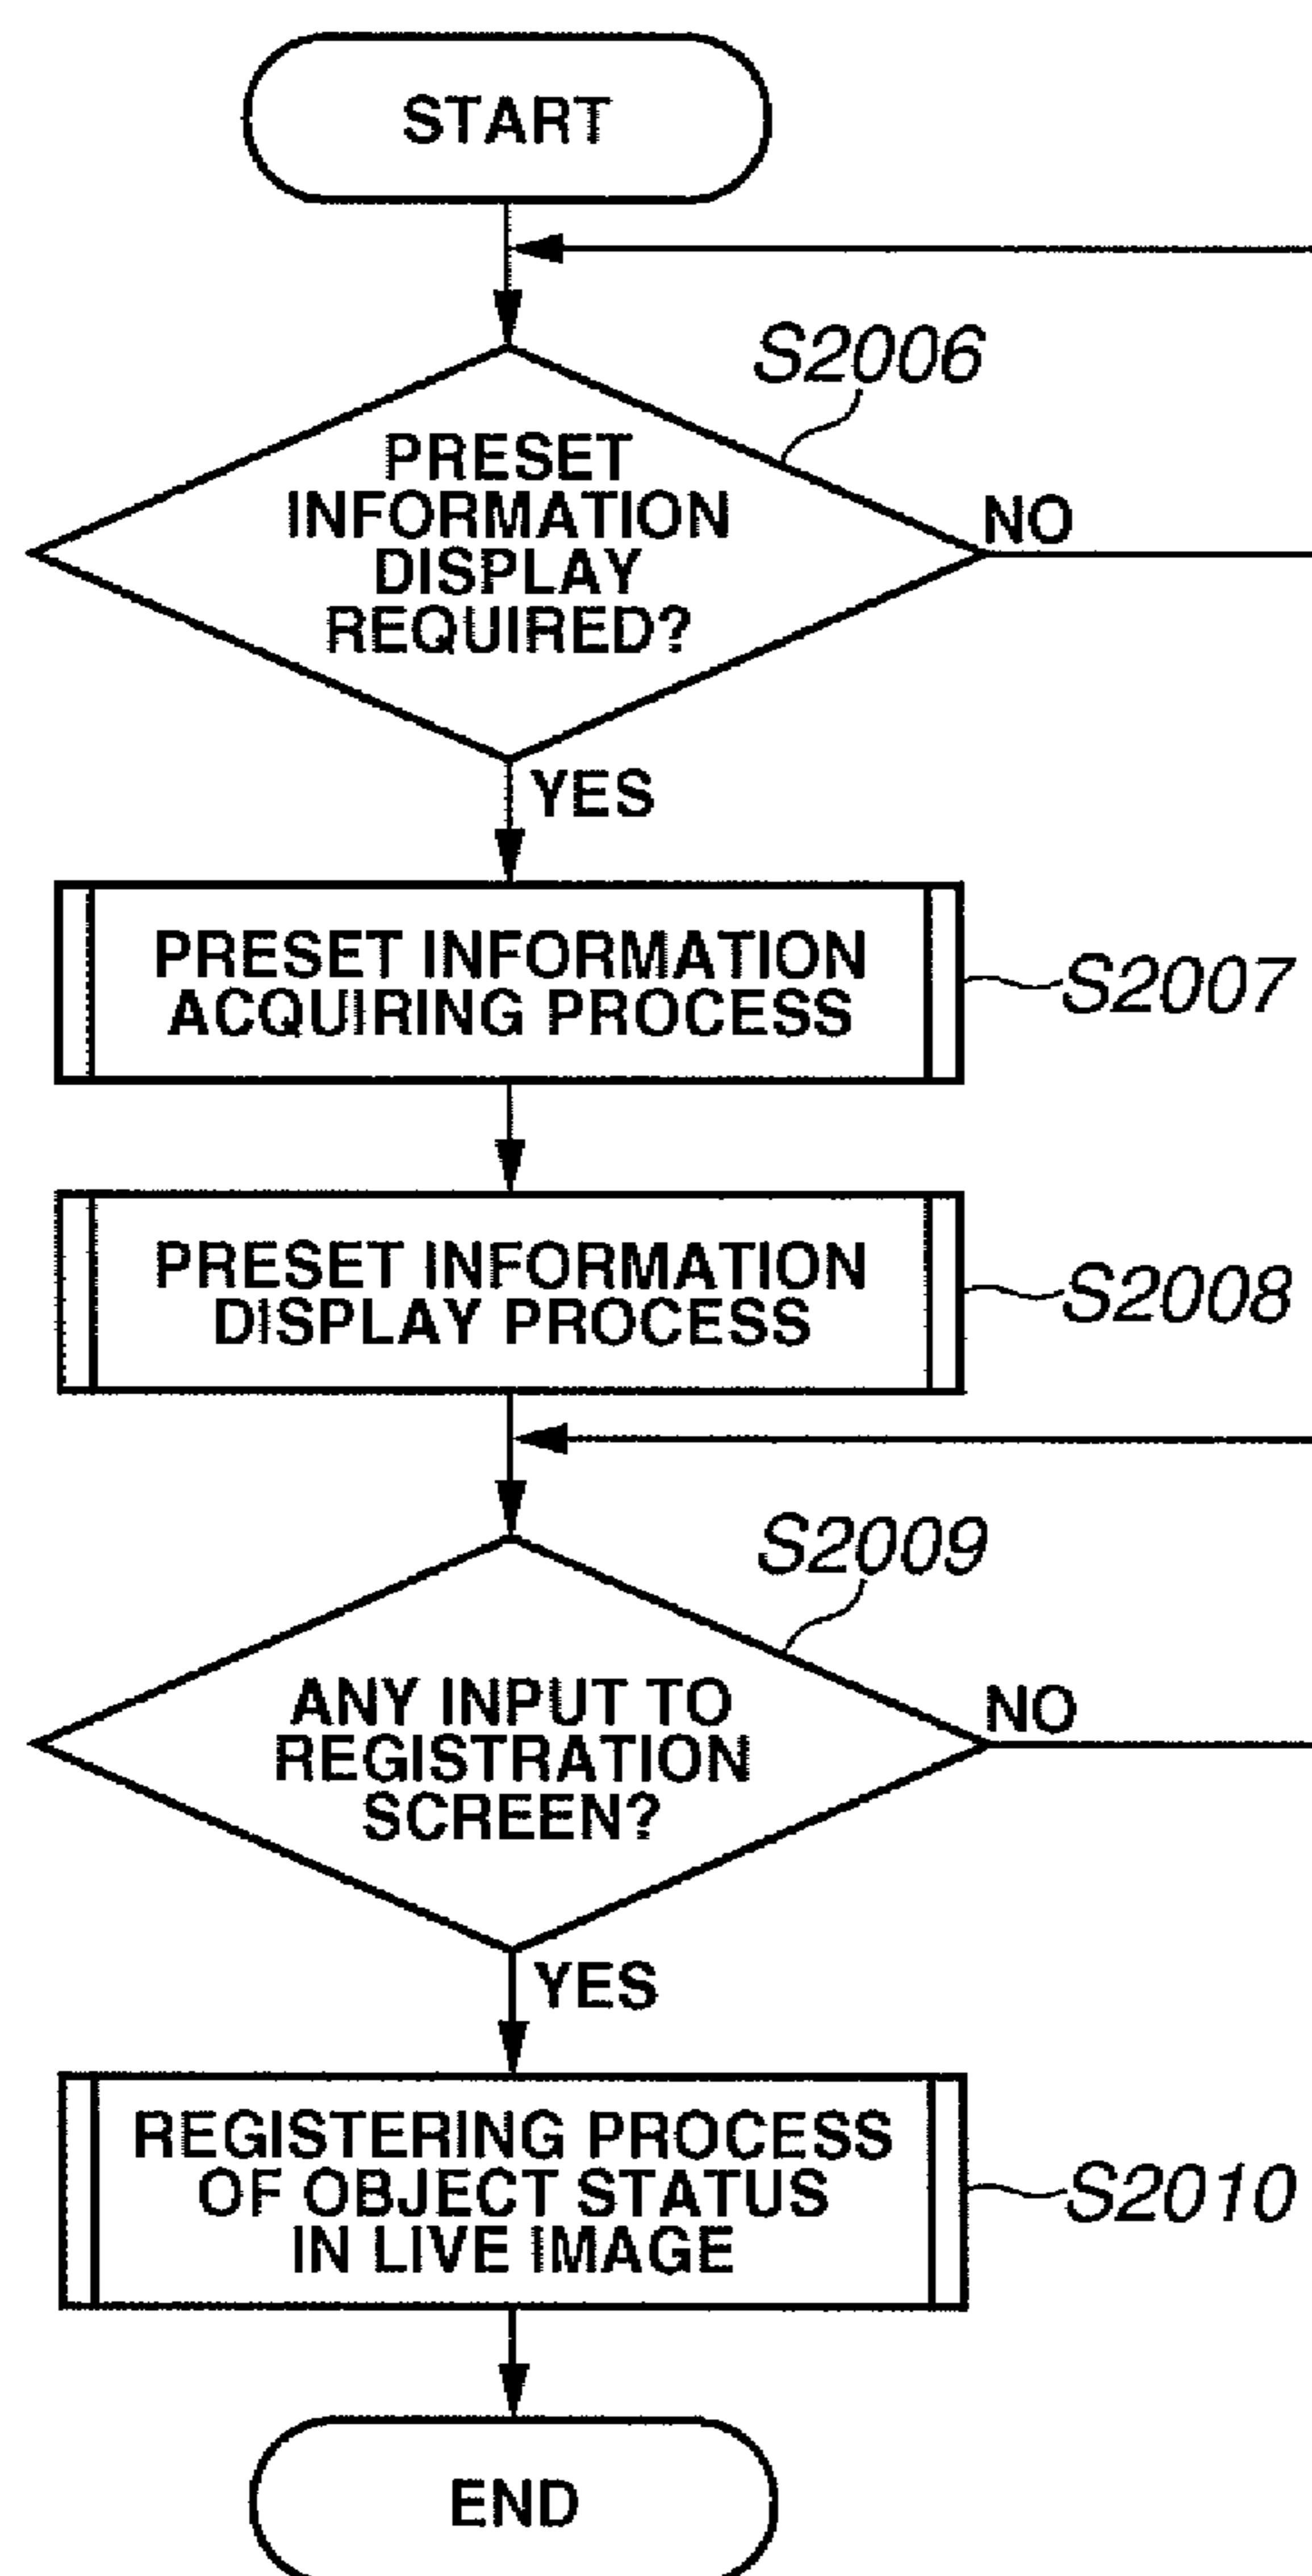 START
S2006
PRESET
INFORMATION
DISPLAY
REQUIRED?
NO
YES
PRESET INFORMATION
ACQUIRING PROCESS
S2007
PRESET INFORMATION
DISPLAY PROCESS
S2008
S2009
ANY INPUT TO
REGISTRATION
SCREEN?
NO
YES
REGISTERING PROCESS
OF OBJECT STATUS
IN LIVE IMAGE
S2010
END